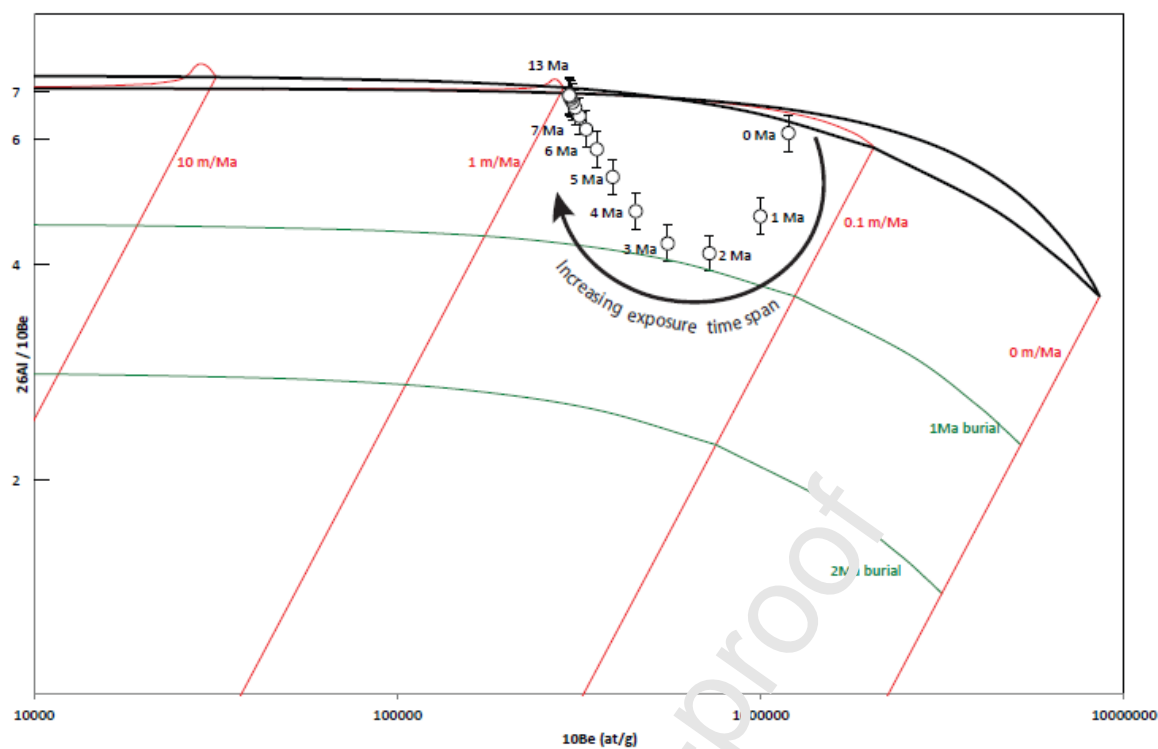 13 Ma
7
10 m/Ma
1 m/Ma
6
7 Ma
6 Ma
0 Ma
5 Ma
4 Ma
1 Ma
0.1 m/Ma
3 Ma
2 Ma
4
Increasing exposure time span
26Al / 10Be
0 m/Ma
1Ma burial
2
2M burial
proof
10000
100000
1000000
10000000
10Be (at/g)